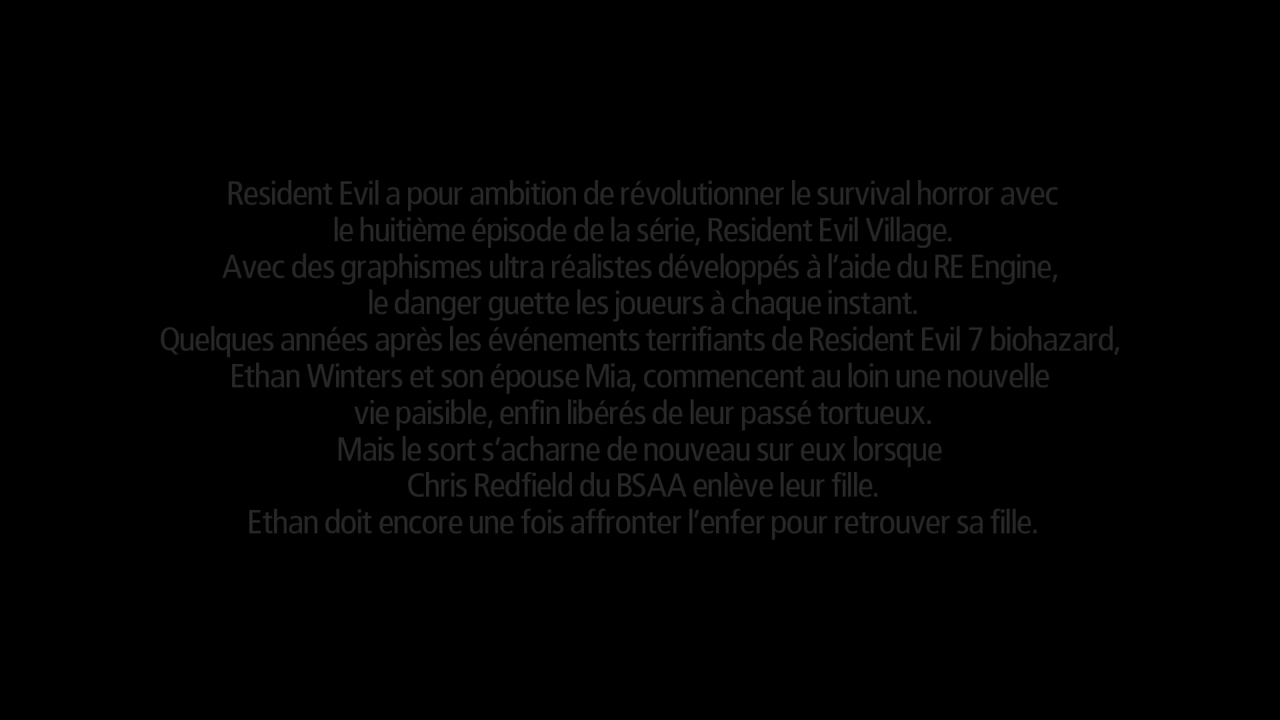 Resident Evil a pour ambition de révolutionner le survival horror avec
le huitième épisode de la série, Resident Evil Village.
Avec des graphismes ultra réalistes développés à l’aide du RE Engine,
le danger guette les joueurs à chaque instant.
Quelques années après les événements terrifiants de Resident Evil 7 biohazard,
Ethan Winters et son épouse Mia, commencent au loin une nouvelle
vie paisible, enfin libérés de leur passé tortueux.
Mais le sort s’acharne de nouveau sur eux lorsque
Chris Redfield du BSAA enlève leur fille.
Ethan doit encore une fois affronter l’enfer pour retrouver sa fille.